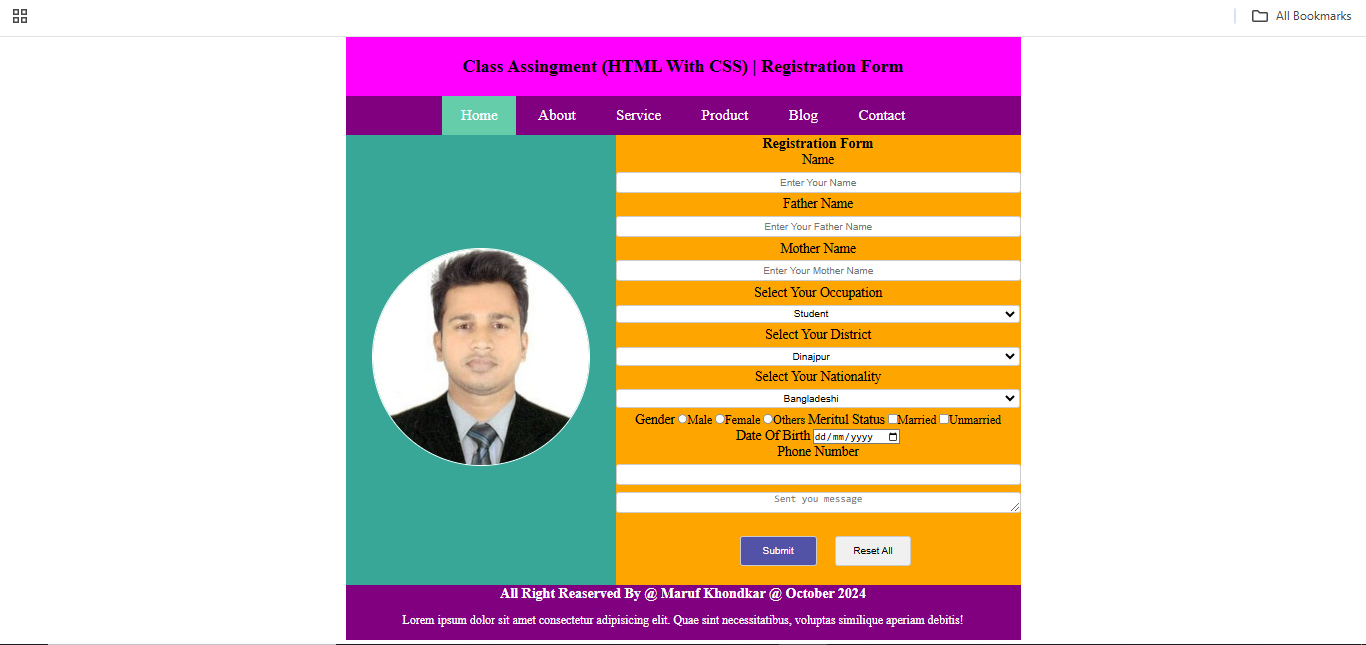 All Bookmarks
Class Assingment (HTML With CSS) | Registration Form
Home About Service Product Blog Contact
Registration Form
Name
Enter Your Name
Father Name
Enter Your Father Name
Mother Name
Enter Your Mother Name
Select Your Occupation
Student
Select Your District
Dinajpur
Select Your Nationality
Bangladeshi
Gender Male Female Others Meritul Status Married Unmarried
Date Of Birth dd/mm/yyyy
Phone Number
Sent you message
Submit Reset All
All Right Reaserved By @ Maruf Khondkar @ October 2024
Lorem ipsum dolor sit amet consectetur adipisicing elit. Quae sint necessitatibus, voluptas similique aperiam debitis!